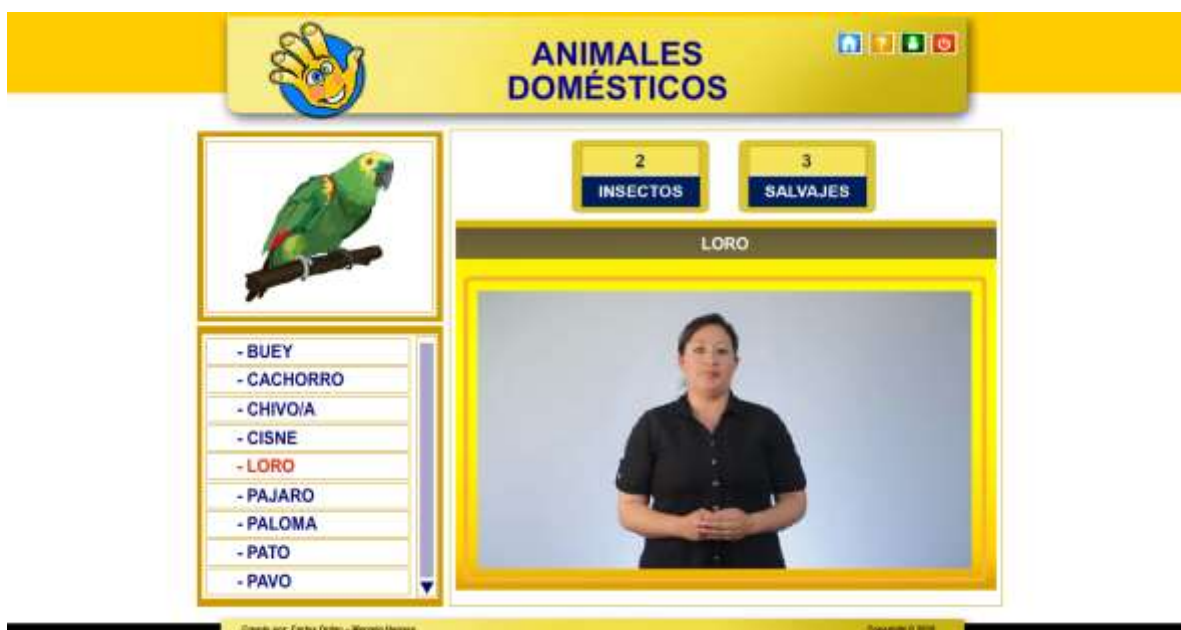 ANIMALES
DOMÉSTICOS
?
2
INSECTOS
3
SALVAJES
LORO
- BUEY
- CACHORRO
- CHIVO/A
- CISNE
- LORO
- PAJARO
- PALOMA
- PATO
- PAVO